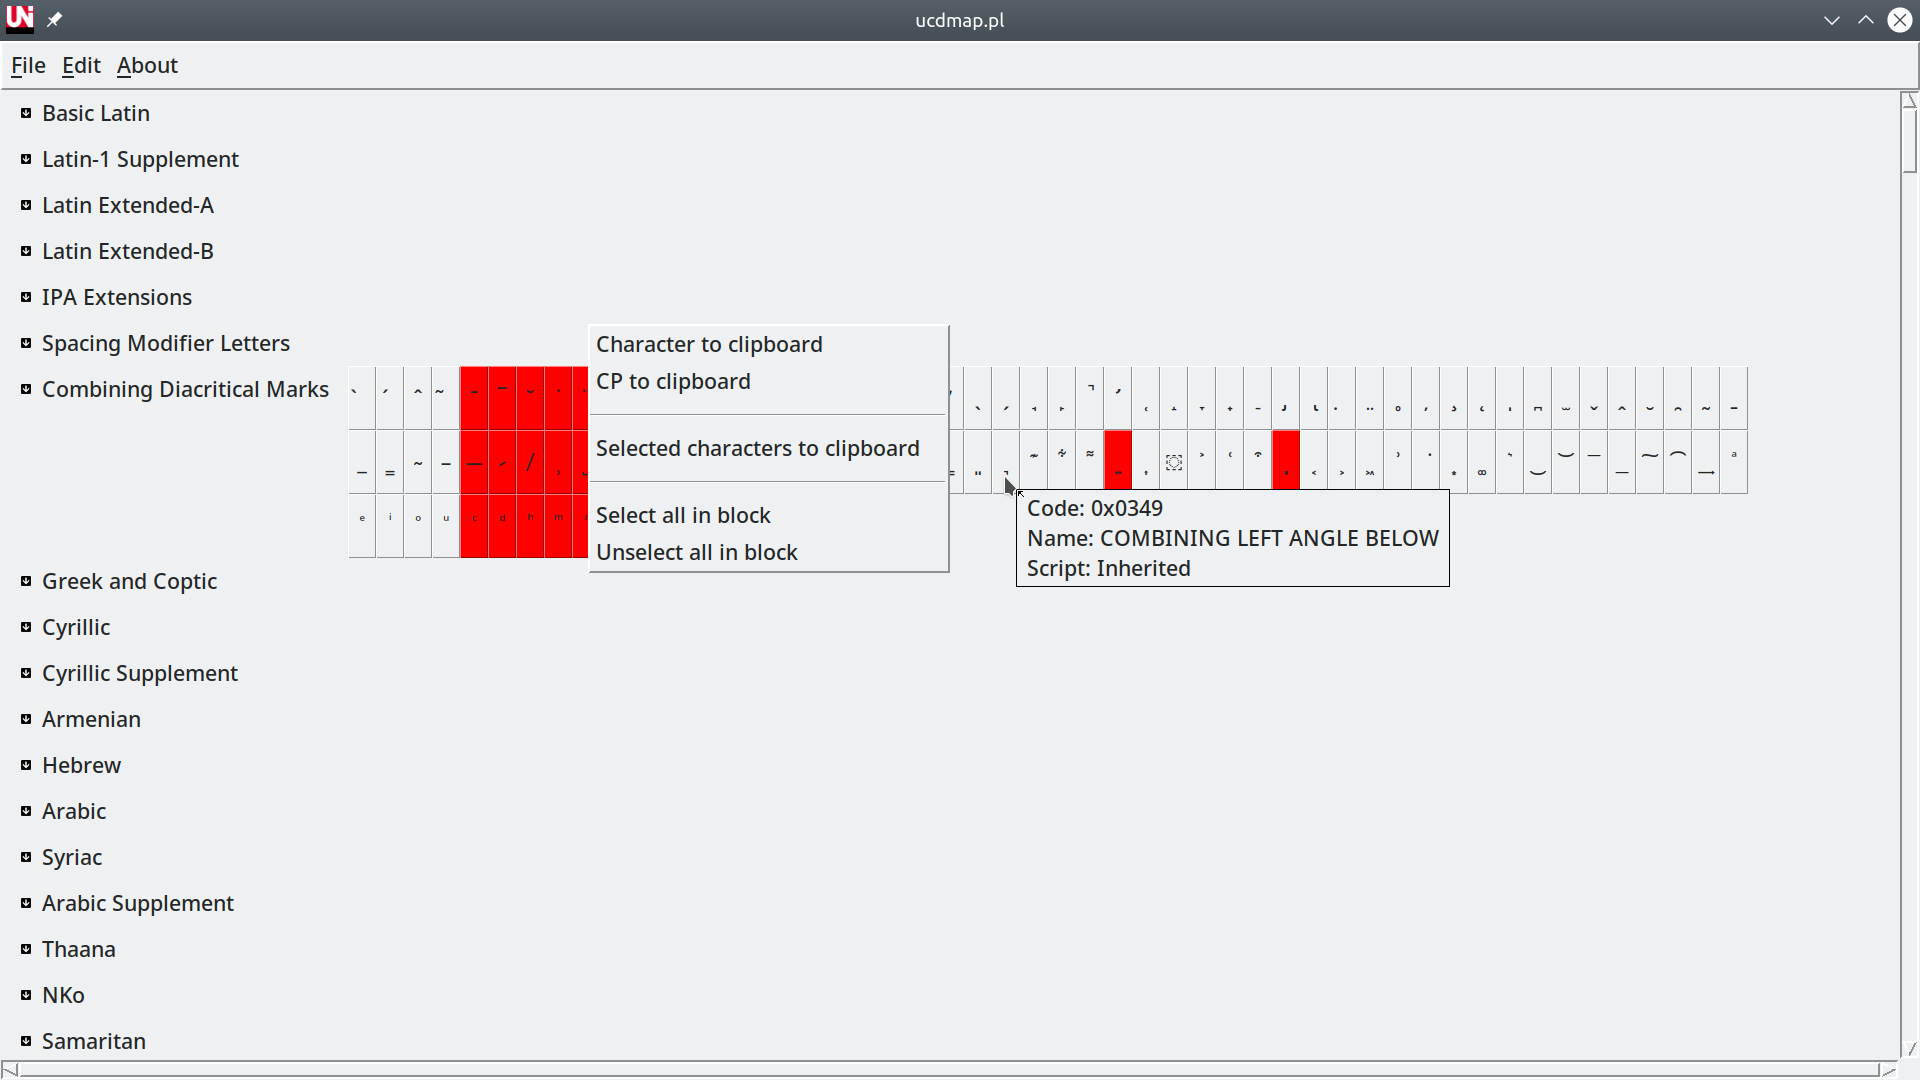 UNi
ucdmap.pl
File Edit About
Basic Latin
Latin-1 Supplement
Latin Extended-A
Latin Extended-B
IPA Extensions
Spacing Modifier Letters
Combining Diacritical Marks
Character to clipboard
CP to clipboard
Selected characters to clipboard
Select all in block
Unselect all in block
Code: 0x0349
Name: COMBINING LEFT ANGLE BELOW
Script: Inherited
Greek and Coptic
Cyrillic
Cyrillic Supplement
Armenian
Hebrew
Arabic
Syriac
Arabic Supplement
Thaana
NKo
Samaritan